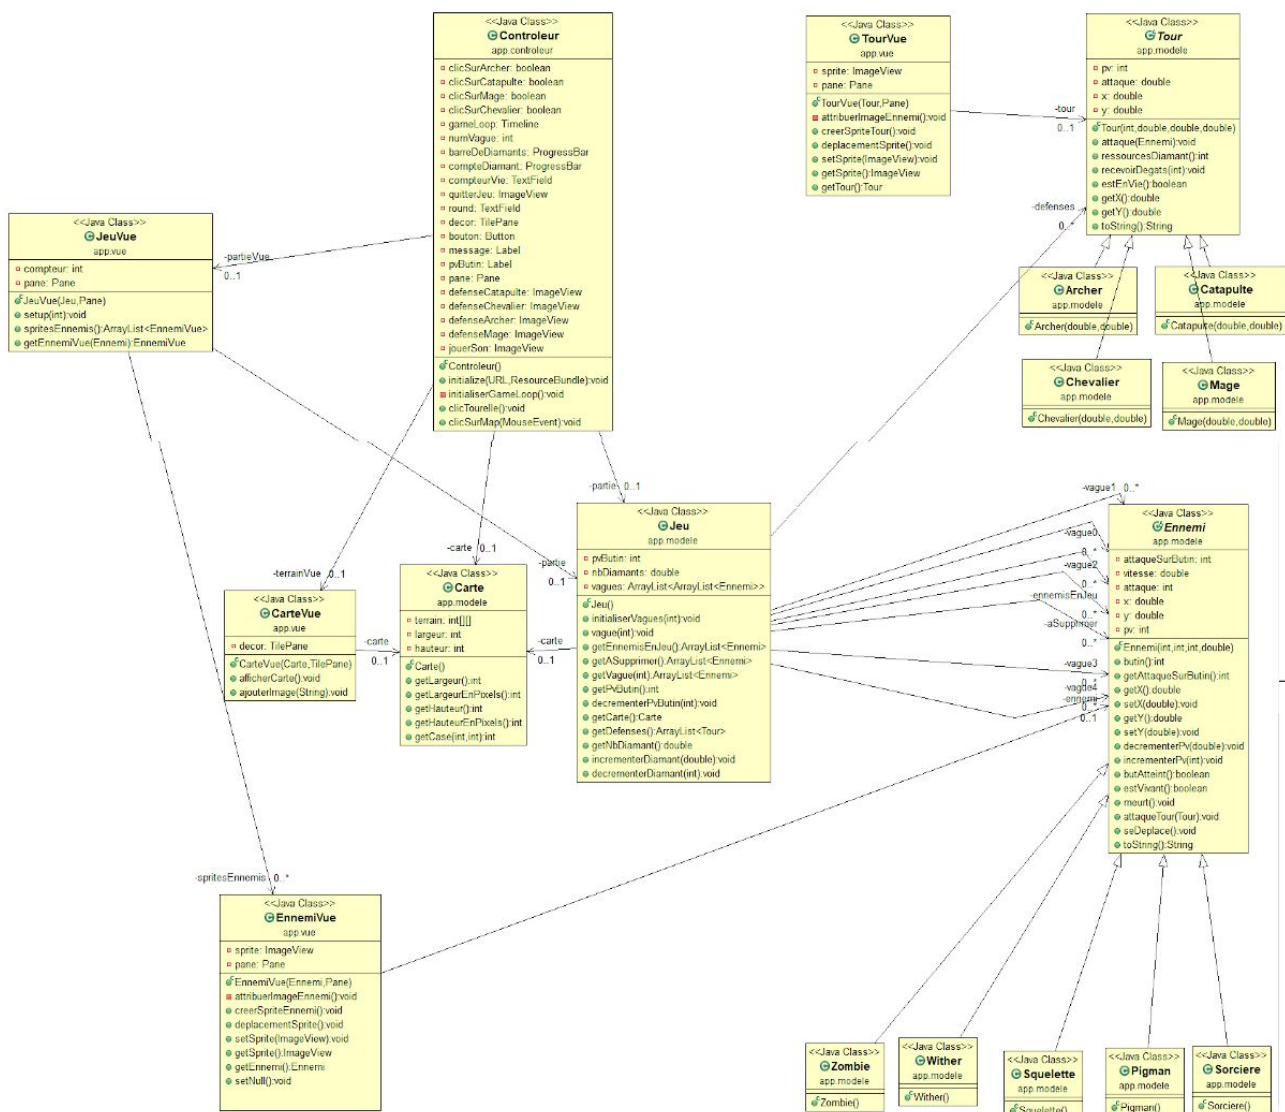 <<Java Class>>
Controleur
app.controleur
clicSurArcher: boolean
clicSurCatapulte: boolean
clicSurMage: boolean
clicSurChevalier: boolean
gameLoop: Timeline
numVague: int
barreDeDiamants: ProgressBar
compteDiamant: ProgressBar
compteurVie: TextField
quitterJeu: ImageView
round: TextField
decor: TilePane
bouton: Button
message: Label
pvButin: Label
pane: Pane
defenseCatapulte: ImageView
defenseChevalier: ImageView
defenseArcher: ImageView
defenseMage: ImageView
jouerSon: ImageView
Controleur()
initialize(URL,ResourceBundle):void
initialiserGameLoop():void
clicTourelle():void
clicSurMap(MouseEvent):void
<<Java Class>>
TourVue
app.vue
sprite: ImageView
pane: Pane
TourVue(Tour,Pane)
attribuerImageEnnemi():void
creerSpriteTour():void
deplacementSprite():void
setSprite(ImageView):void
getSprite():ImageView
getTour():Tour
-tour
0..1
<<Java Class>>
Tour
app.modele
pv: int
attaque: double
x: double
y: double
Tour(int,double,double,double)
attaque(Ennemi):void
ressourcesDiamant():int
recevoirDegats(int):void
estEnVie():boolean
getX():double
getY():double
toString():String
-defenses
0..*
<<Java Class>>
Archer
app.modele
Archer(double,double)
<<Java Class>>
Catapulte
app.modele
Catapulte(double,double)
<<Java Class>>
Chevalier
app.modele
Chevalier(double,double)
<<Java Class>>
Mage
app.modele
Mage(double,double)
<<Java Class>>
JeuVue
app.vue
compteur: int
pane: Pane
JeuVue(Jeu,Pane)
setup(int):void
spritesEnnemis():ArrayList<EnnemiVue>
getEnnemiVue(Ennemi):EnnemiVue
-partieVue
0..1
-partie 0..1
-carte 0..1
-terrainVue 0..1
-partie
0..1
<<Java Class>>
Jeu
app.modele
pvButin: int
nbDiamants: double
vagues: ArrayList<ArrayList<Ennemi>>
Jeu()
initialiserVagues(int):void
vague(int):void
getEnnemisEnJeu():ArrayList<Ennemi>
getASupprimer():ArrayList<Ennemi>
getVague(int):ArrayList<Ennemi>
getPvButin():int
decrementerPvButin(int):void
getCarte():Carte
getDefenses():ArrayList<Tour>
getNbDiamant():double
incrementerDiamant(double):void
decrementerDiamant(int):void
<<Java Class>>
Carte
app.modele
terrain: int[][]
largeur: int
hauteur: int
Carte()
getLargeur():int
getLargeurEnPixels():int
getHauteur():int
getHauteurEnPixels():int
getCase(int,int):int
-carte
0..1
-carte
0..1
<<Java Class>>
CarteVue
app.vue
decor: TilePane
CarteVue(Carte,TilePane)
afficherCarte():void
ajouterImage(String):void
-vague1 0..*
-vague0
0..*
-vague2
0..*
-ennemisEnJeu
0..*
-aSupprimer
0..*
-vague3
0..*
-vague4
-ennemi
0..*
0..1
<<Java Class>>
Ennemi
app.modele
attaqueSurButin: int
vitesse: double
attaque: int
x: double
y: double
pv: int
Ennemi(int,int,int,double)
butin():int
getAttaqueSurButin():int
getX():double
setX(double):void
getY():double
setY(double):void
decrementerPv(double):void
incrementerPv(int):void
butAtteint():boolean
estVivant():boolean
meurt():void
attaqueTour(Tour):void
seDeplace():void
toString():String
-spritesEnnemis 0..*
<<Java Class>>
EnnemiVue
app.vue
sprite: ImageView
pane: Pane
EnnemiVue(Ennemi,Pane)
attribuerImageEnnemi():void
creerSpriteEnnemi():void
deplacementSprite():void
setSprite(ImageView):void
getSprite():ImageView
getEnnemi():Ennemi
setNull():void
<<Java Class>>
Zombie
app.modele
Zombie()
<<Java Class>>
Wither
app.modele
Wither()
<<Java Class>>
Squelette
app.modele
Squelette()
<<Java Class>>
Pigman
app.modele
Pigman()
<<Java Class>>
Sorciere
app.modele
Sorciere()